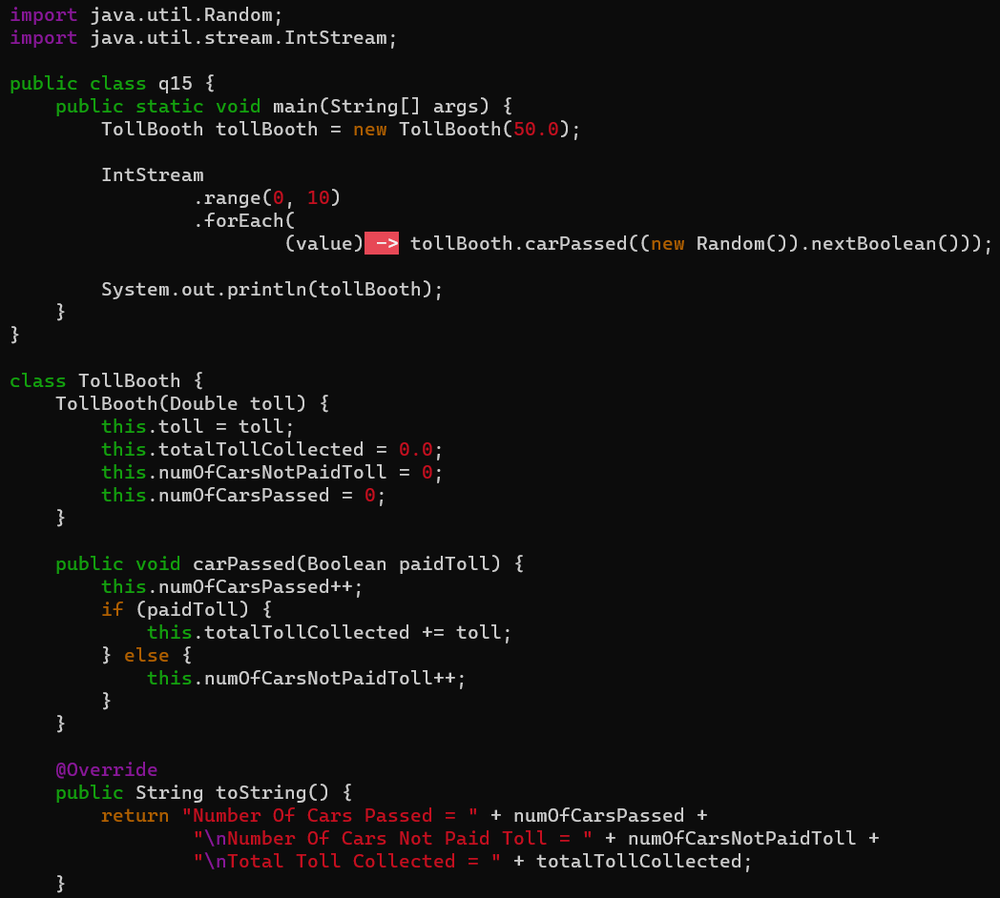 import java.util.Random;
import java.util.stream.IntStream;

public class q15 {
    public static void main(String[] args) {
        TollBooth tollBooth = new TollBooth(50.0);

        IntStream
                .range(0, 10)
                .forEach(
                        (value) -> tollBooth.carPassed((new Random()).nextBoolean()));

        System.out.println(tollBooth);
    }
}

class TollBooth {
    TollBooth(Double toll) {
        this.toll = toll;
        this.totalTollCollected = 0.0;
        this.numOfCarsNotPaidToll = 0;
        this.numOfCarsPassed = 0;
    }

    public void carPassed(Boolean paidToll) {
        this.numOfCarsPassed++;
        if (paidToll) {
            this.totalTollCollected += toll;
        } else {
            this.numOfCarsNotPaidToll++;
        }
    }

    @Override
    public String toString() {
        return "Number Of Cars Passed = " + numOfCarsPassed +
                "\nNumber Of Cars Not Paid Toll = " + numOfCarsNotPaidToll +
                "\nTotal Toll Collected = " + totalTollCollected;
    }